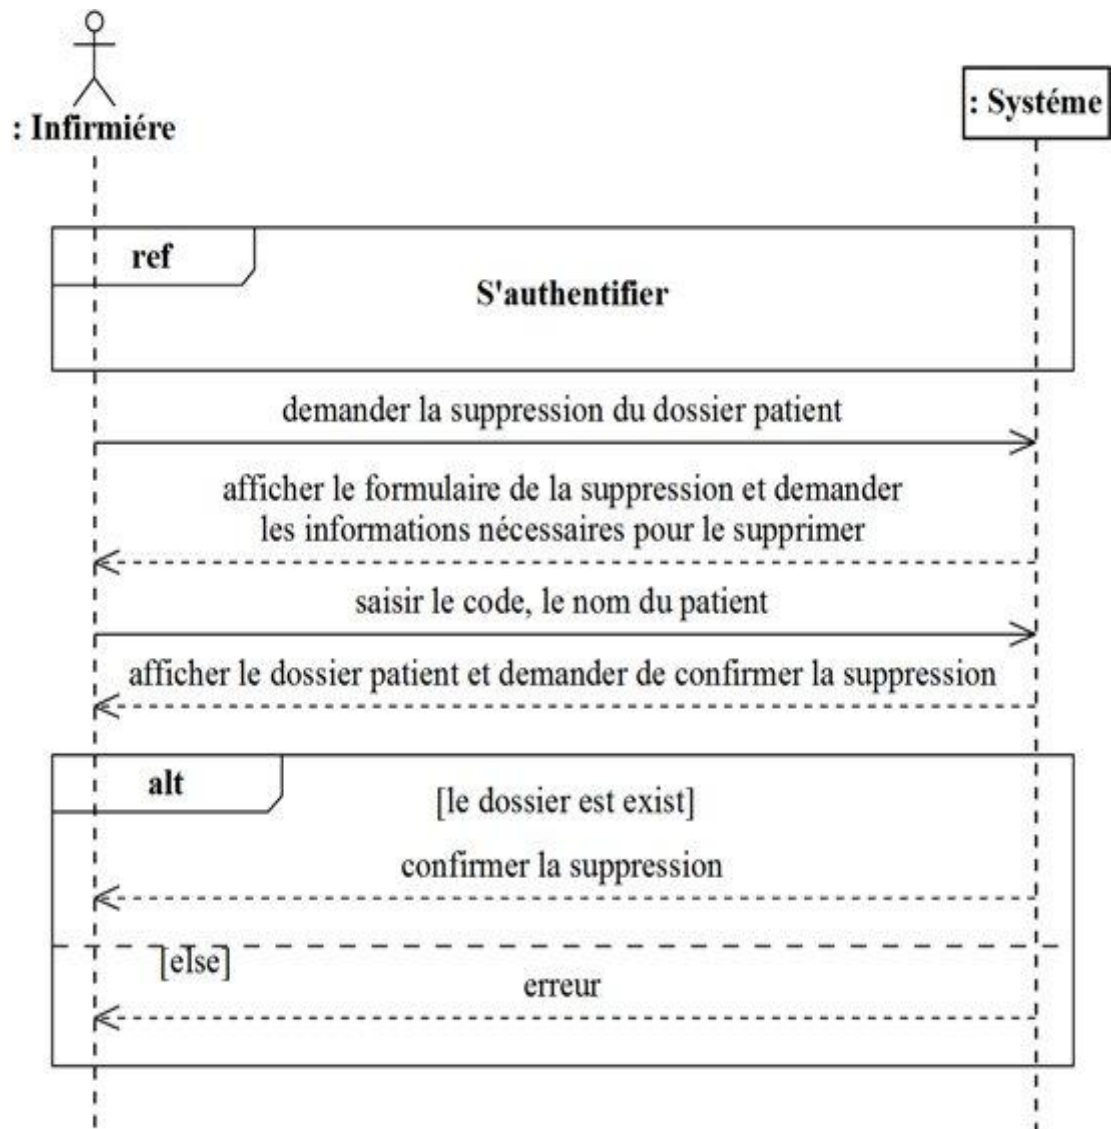 : Infirmiére
: Systéme
ref
S'authentifier
demander la suppression du dossier patient
afficher le formulaire de la suppression et demander
les informations nécessaires pour le supprimer
saisir le code, le nom du patient
afficher le dossier patient et demander de confirmer la suppression
alt
[le dossier est exist]
confirmer la suppression
[else]
erreur